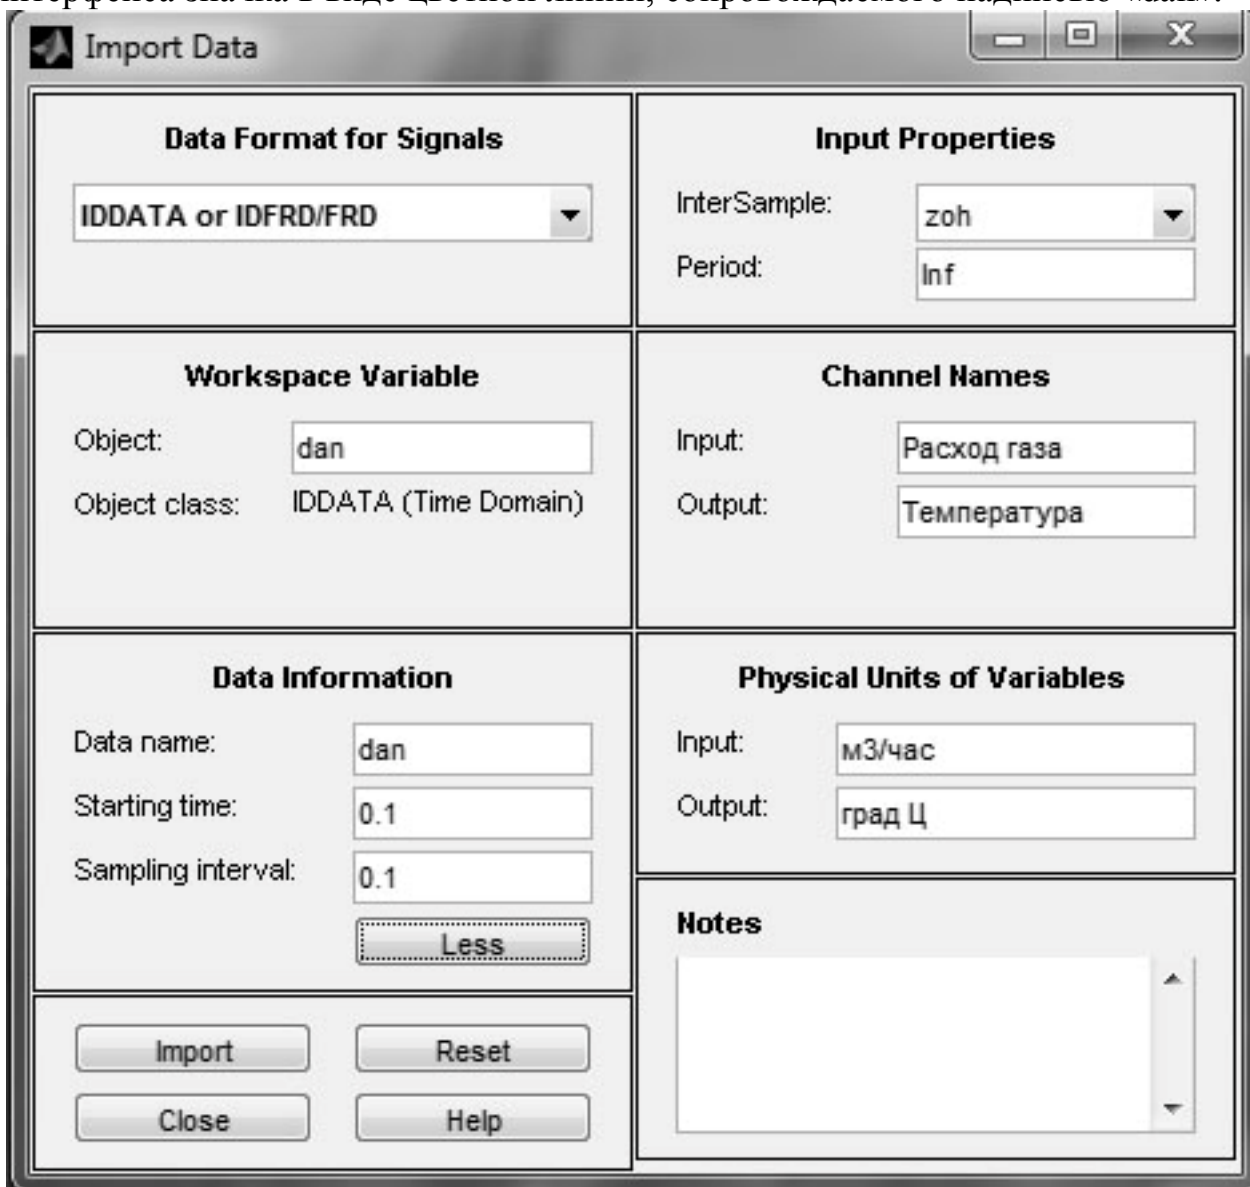 Import Data
Data Format for Signals
IDDATA or IDFRD/FRD
Input Properties
InterSample: zoh
Period: Inf
Workspace Variable
Object: dan
Object class: IDDATA (Time Domain)
Channel Names
Input: Расход газа
Output: Температура
Data Information
Data name: dan
Starting time: 0.1
Sampling interval: 0.1
Less
Physical Units of Variables
Input: м3/час
Output: град Ц
Notes
Import Reset
Close Help